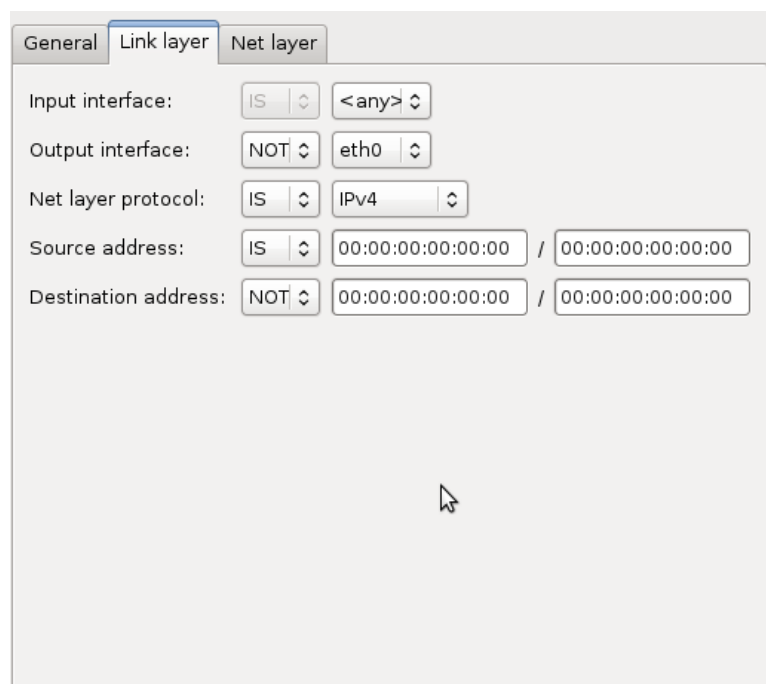 General Link layer Net layer
Input interface: IS <any>
Output interface: NOT eth0
Net layer protocol: IS IPv4
Source address: IS 00:00:00:00:00:00 / 00:00:00:00:00:00
Destination address: NOT 00:00:00:00:00:00 / 00:00:00:00:00:00